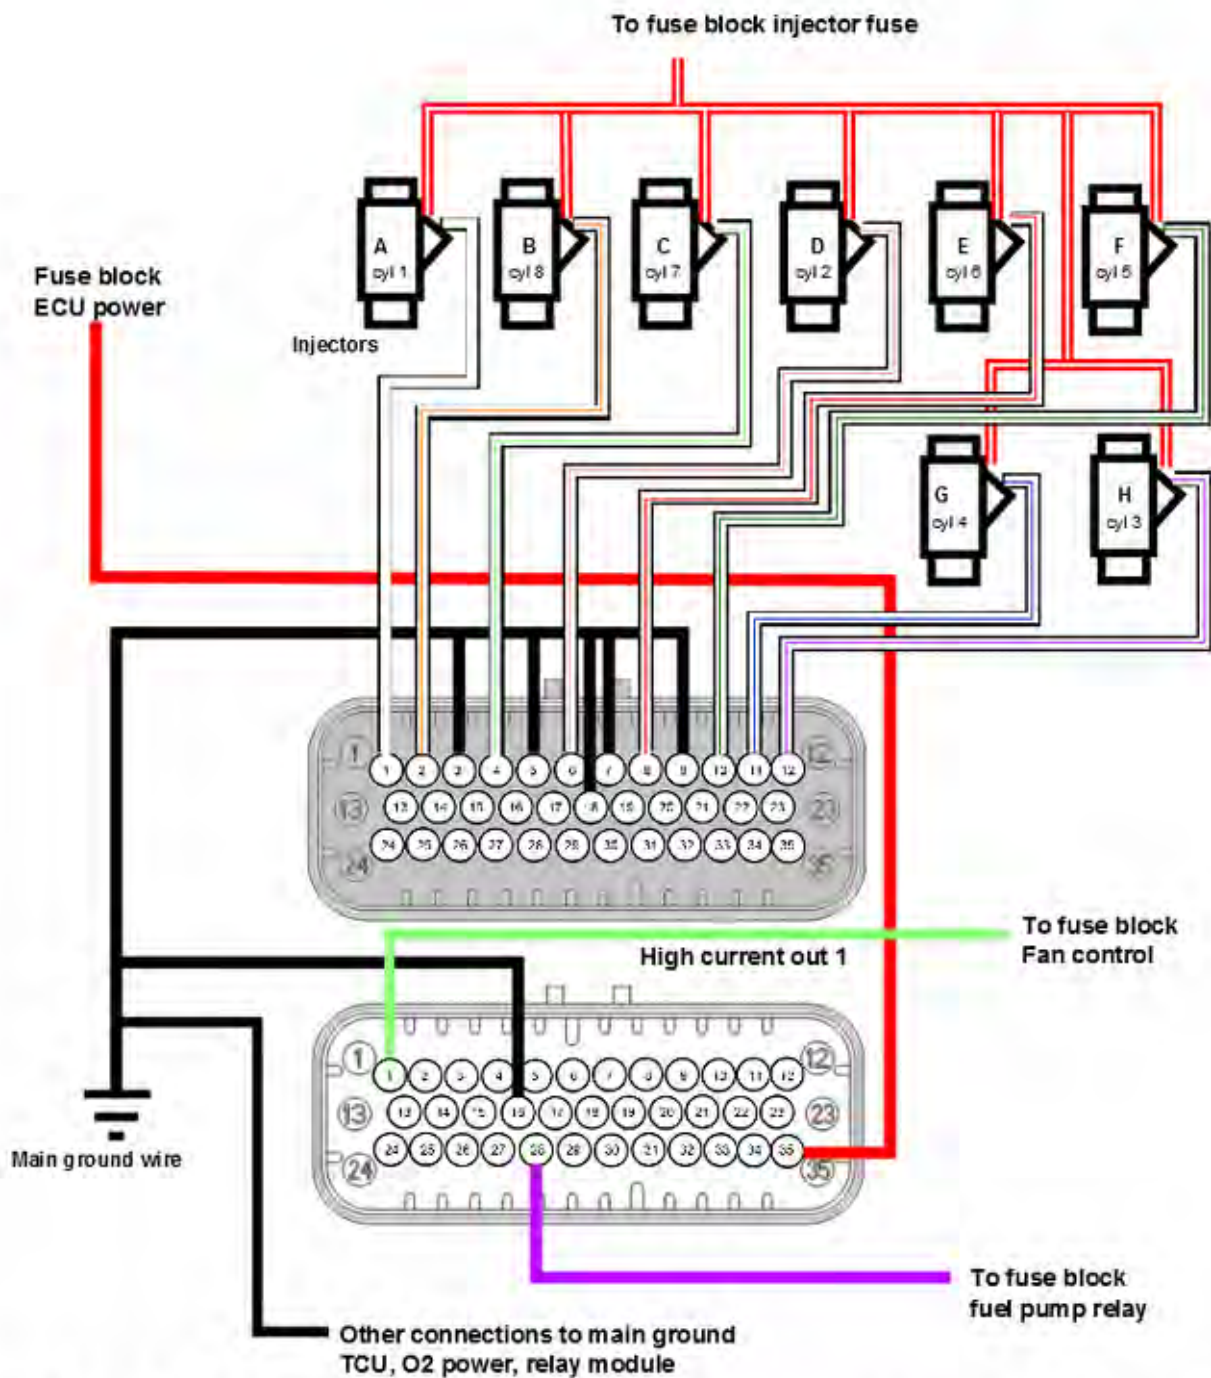 To fuse block injector fuse
A
cyl 1
B
cyl 8
C
cyl 7
D
cyl 2
E
cyl 6
F
cyl 5
Fuse block
ECU power
Injectors
G
cyl 4
H
cyl 3
1 12
1 2 3 4 5 6 7 8 9 10 11 12
13 13 14 15 16 17 18 19 20 21 22 23 23
24 25 26 27 28 29 30 31 32 33 34 35
24 35
To fuse block
Fan control
High current out 1
1 12
1 2 3 4 5 6 7 8 9 10 11 12
13 13 14 15 16 17 18 19 20 21 22 23 23
24 25 26 27 28 29 30 31 32 33 34 35
24 35
Main ground wire
To fuse block
fuel pump relay
Other connections to main ground
TCU, O2 power, relay module